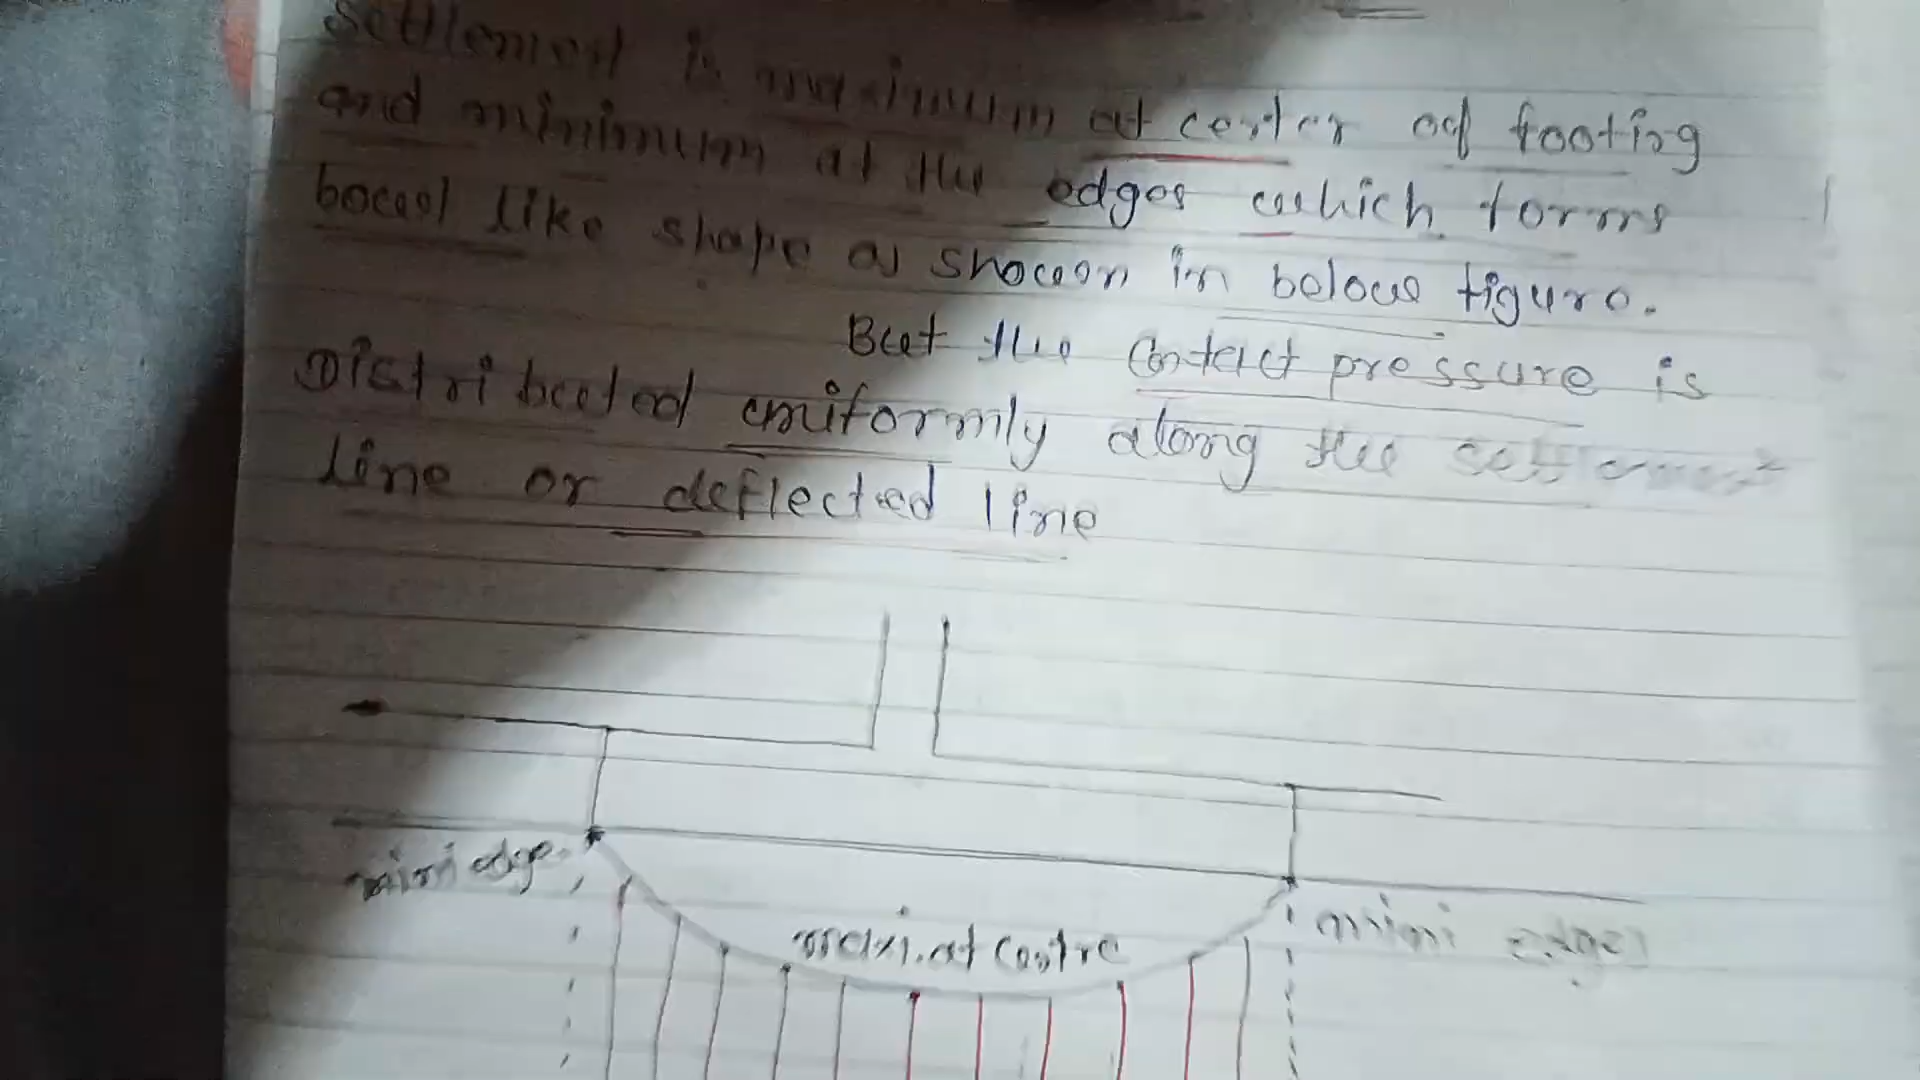 Settlement is maximum at center of footing
and minimum at the edges which forms
bowl like shape as shown in below figure.
But the contact pressure is
Distributed uniformly along the settlement
line or deflected line
mini edge.
maxi. at centre
mini edges